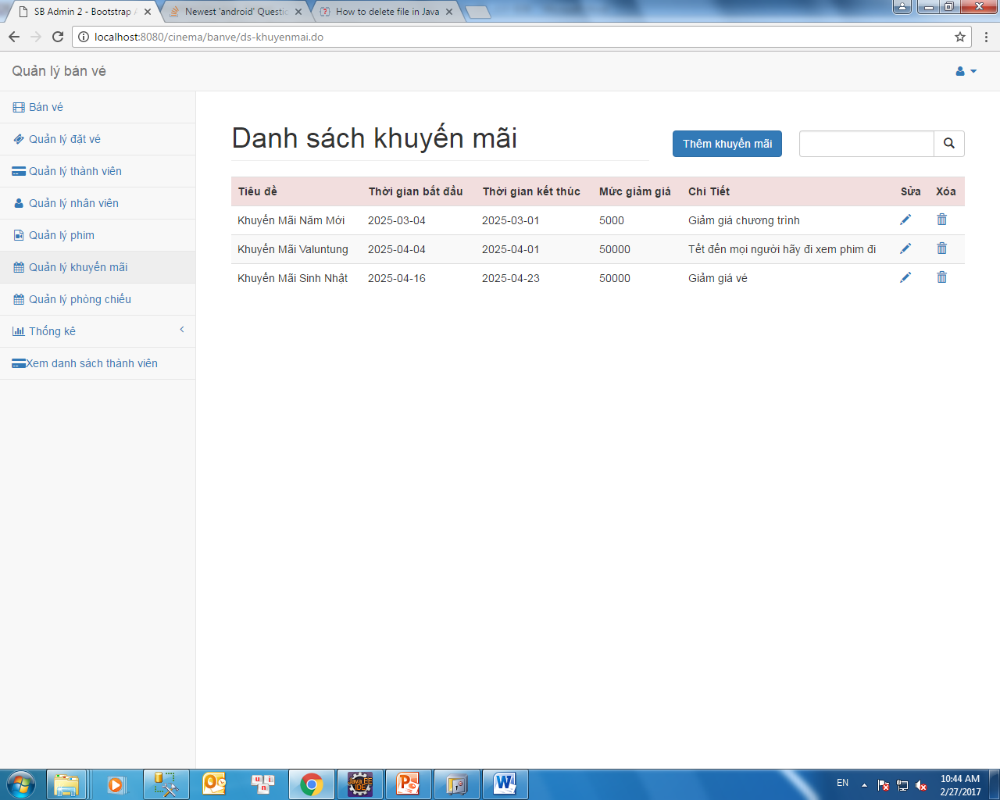 SB Admin 2 - Bootstrap A
Newest 'android' Questio
How to delete file in Java
localhost:8080/cinema/banve/ds-khuyenmai.do
Quản lý bán vé
Bán vé
Quản lý đặt vé
Quản lý thành viên
Quản lý nhân viên
Quản lý phim
Quản lý khuyến mãi
Quản lý phòng chiếu
Thống kê
Xem danh sách thành viên
Danh sách khuyến mãi
Thêm khuyến mãi
Tiêu đề Thời gian bắt đầu Thời gian kết thúc Mức giảm giá Chi Tiết Sửa Xóa
Khuyến Mãi Năm Mới 2025-03-04 2025-03-01 5000 Giảm giá chương trình
Khuyến Mãi Valuntung 2025-04-04 2025-04-01 50000 Tết đến mọi người hãy đi xem phim đi
Khuyến Mãi Sinh Nhật 2025-04-16 2025-04-23 50000 Giảm giá vé
u i n
Java EE
IDE
EN
10:44 AM
2/27/2017